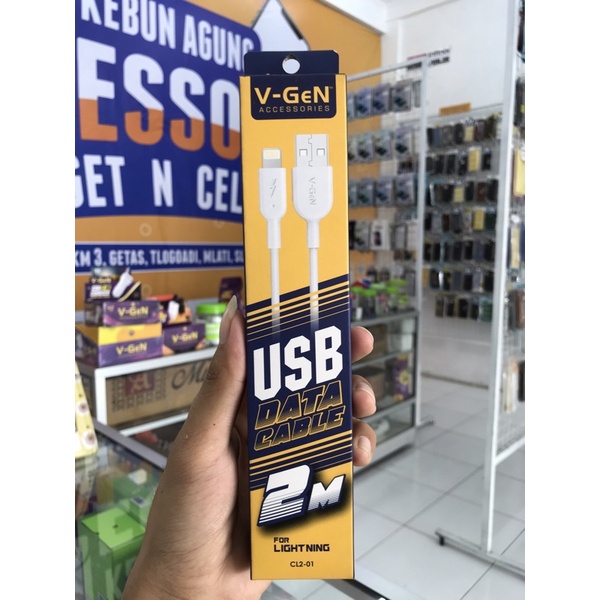 KEBUN AGUNG
ESSO
GET N CEL
KM 3, GETAS, TLOGOADI, MLATI, SL
V-GeN
ACCESSORIES
V-GeN
USB
DATA
CABLE
2M
FOR
LIGHTNING
CL2-01
V-GeN
V-GeN
V-GeN